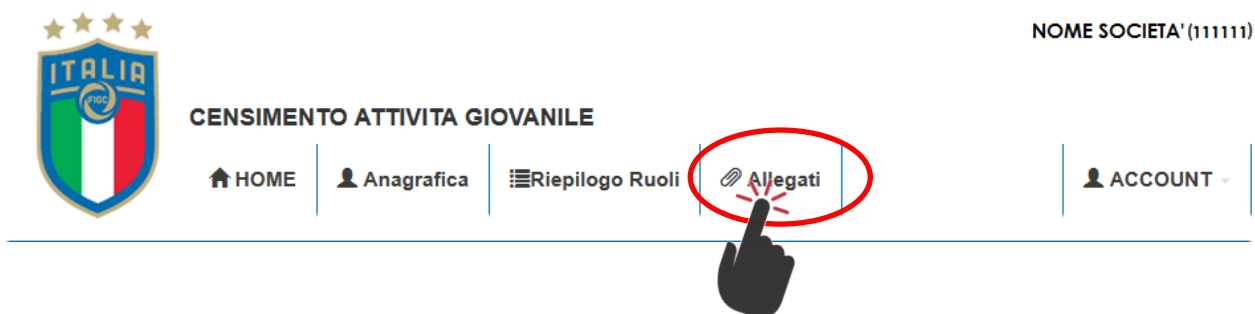 NOME SOCIETA' (111111)
ITALIA
FIGC
CENSIMENTO ATTIVITA GIOVANILE
HOME Anagrafica Riepilogo Ruoli Allegati ACCOUNT